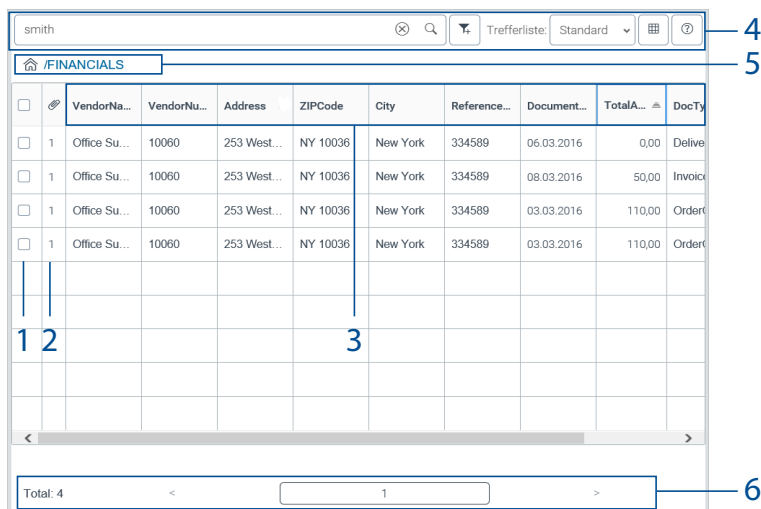 smith Trefferliste: Standard 4
/FINANCIALS 5
VendorNa... VendorNu... Address ZIPCode City Reference... Document... TotalA... DocTy
1 Office Su... 10060 253 West... NY 10036 New York 334589 06.03.2016 0,00 Delive
1 Office Su... 10060 253 West... NY 10036 New York 334589 08.03.2016 50,00 Invoice
1 Office Su... 10060 253 West... NY 10036 New York 334589 03.03.2016 110,00 Order
1 Office Su... 10060 253 West... NY 10036 New York 334589 03.03.2016 110,00 Order
1 2 3
Total: 4 < 1 > 6